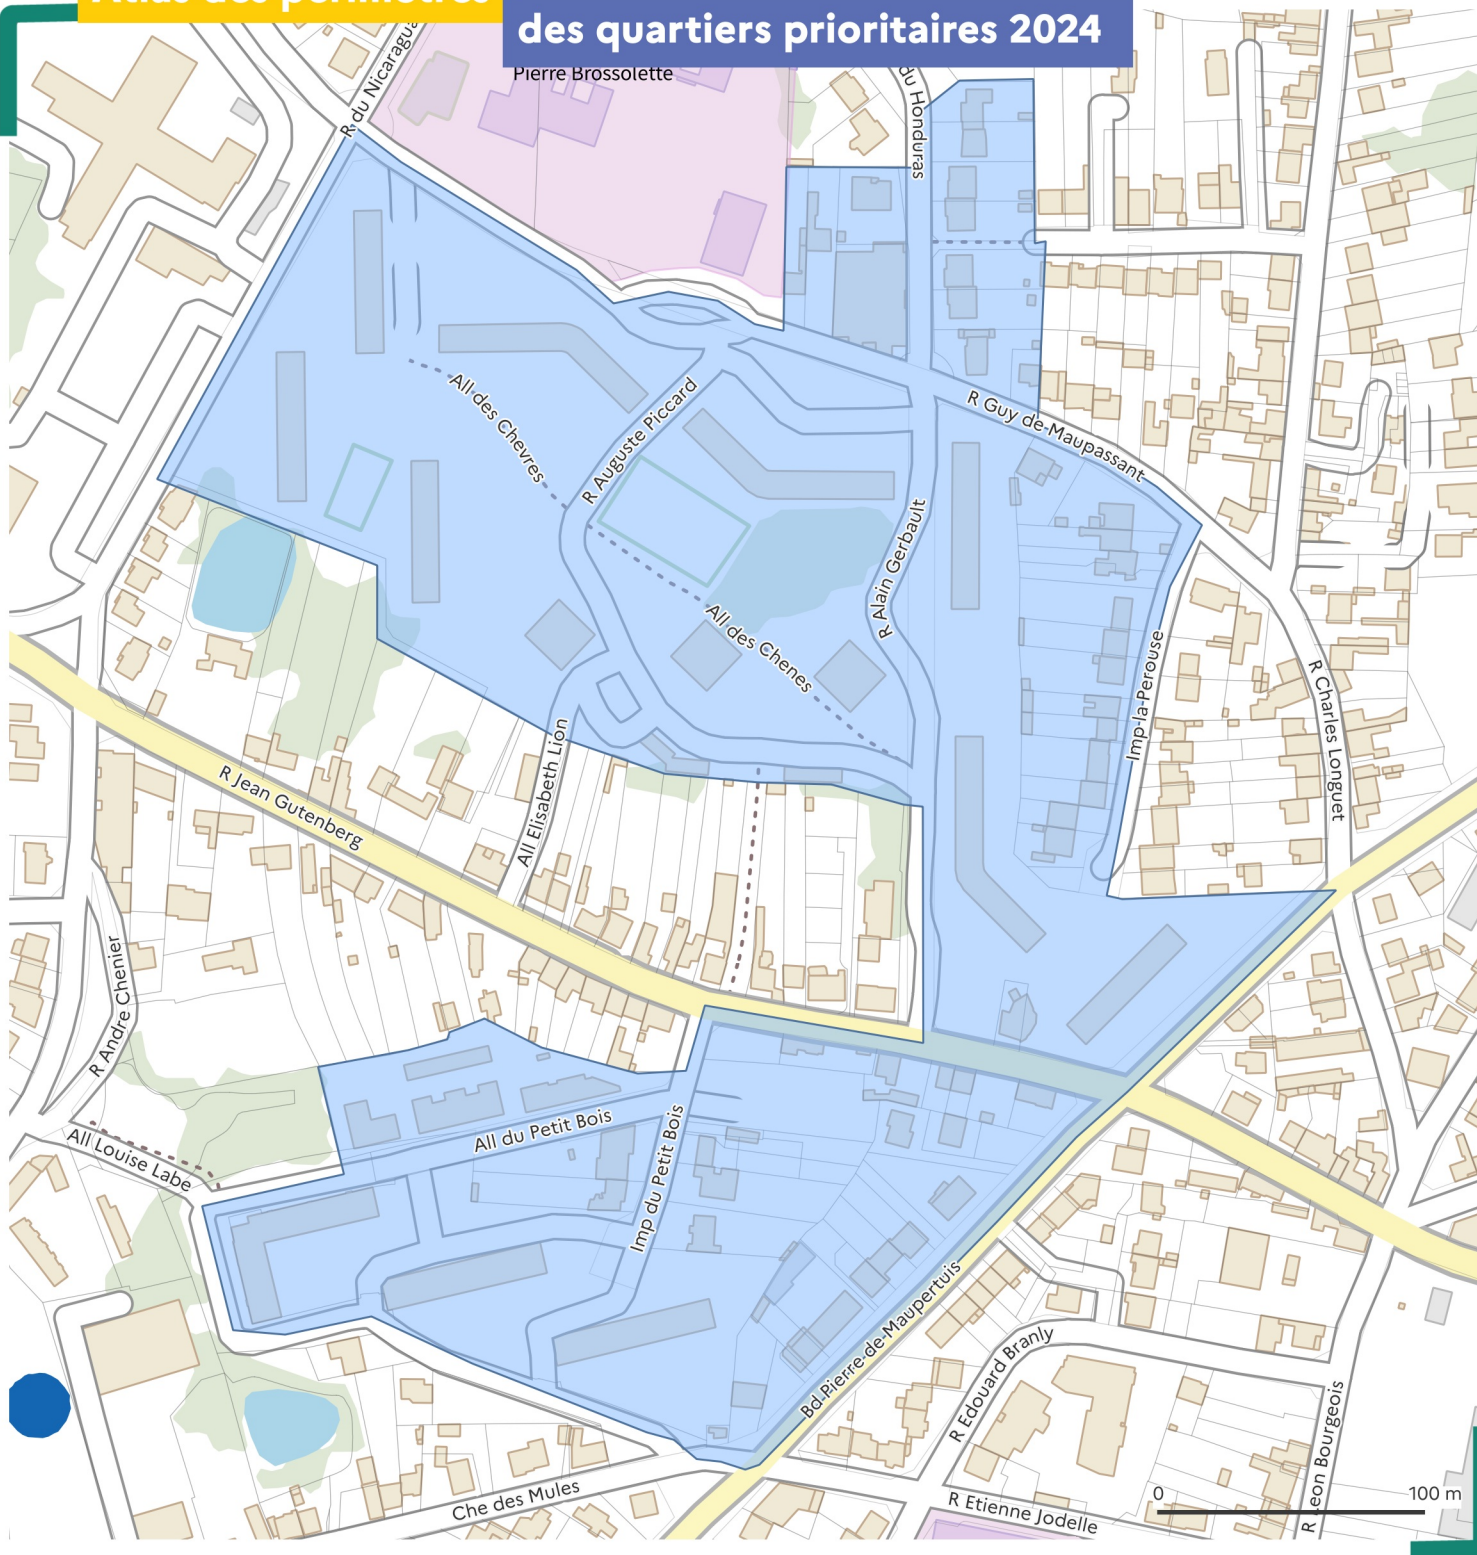 Atlas des périmètres
des quartiers prioritaires 2024
Pierre Brossolette
R du Nicaragua
du Honduras
All des Chevres
R Auguste Piccard
R Guy de Maupassant
R Alain Gerbault
All des Chenes
Imp la Perouse
R Charles Longuet
All Elisabeth Lion
R Jean Gutenberg
R Andre Chenier
All Louise Labe
All du Petit Bois
Imp du Petit Bois
Bd Pierre de Maupertuis
R Edouard Branly
R Leon Bourgeois
Che des Mules
R Etienne Jodelle
0 100 m